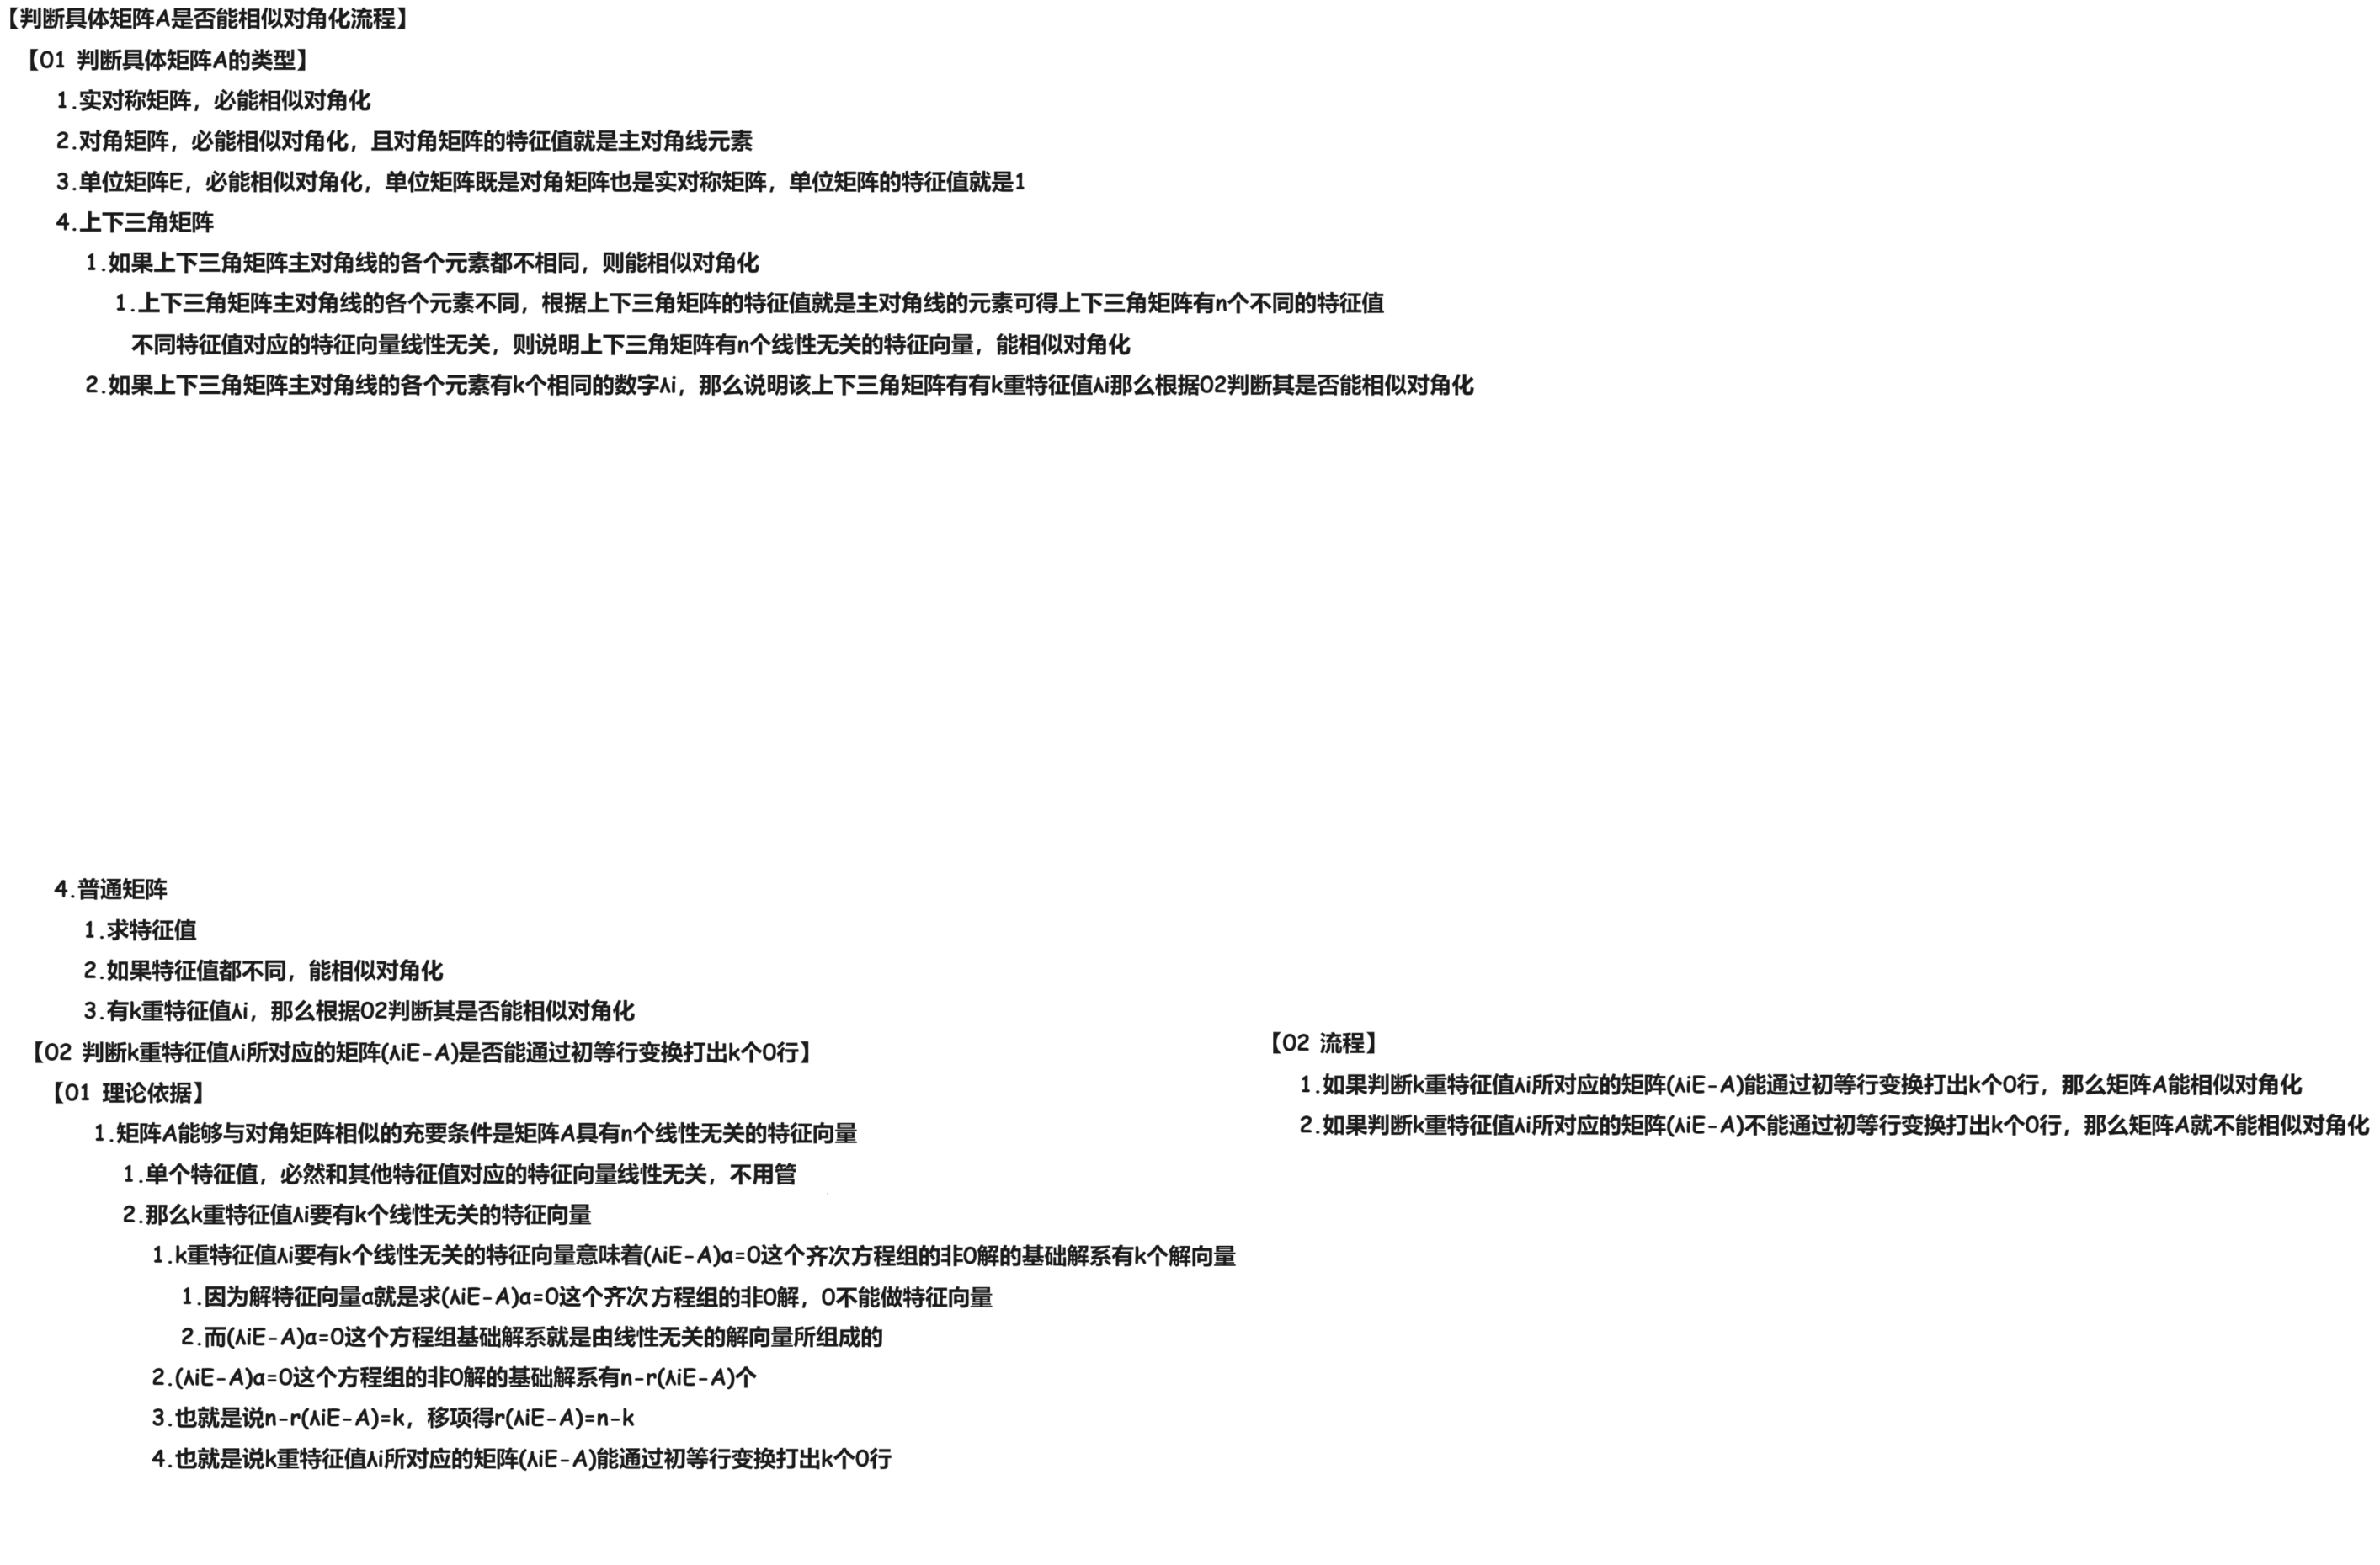 【判断具体矩阵A是否能相似对角化流程】
【01 判断具体矩阵A的类型】
1.实对称矩阵，必能相似对角化
2.对角矩阵，必能相似对角化，且对角矩阵的特征值就是主对角线元素
3.单位矩阵E，必能相似对角化，单位矩阵既是对角矩阵也是实对称矩阵，单位矩阵的特征值就是1
4.上下三角矩阵
1.如果上下三角矩阵主对角线的各个元素都不相同，则能相似对角化
1.上下三角矩阵主对角线的各个元素不同，根据上下三角矩阵的特征值就是主对角线的元素可得上下三角矩阵有n个不同的特征值
不同特征值对应的特征向量线性无关，则说明上下三角矩阵有n个线性无关的特征向量，能相似对角化
2.如果上下三角矩阵主对角线的各个元素有k个相同的数字λi，那么说明该上下三角矩阵有有k重特征值λi那么根据02判断其是否能相似对角化
4.普通矩阵
1.求特征值
2.如果特征值都不同，能相似对角化
3.有k重特征值λi，那么根据02判断其是否能相似对角化
【02 判断k重特征值λi所对应的矩阵(λiE-A)是否能通过初等行变换打出k个0行】
【01 理论依据】
1.矩阵A能够与对角矩阵相似的充要条件是矩阵A具有n个线性无关的特征向量
1.单个特征值，必然和其他特征值对应的特征向量线性无关，不用管
2.那么k重特征值λi要有k个线性无关的特征向量
1.k重特征值λi要有k个线性无关的特征向量意味着(λiE-A)α=0这个齐次方程组的非0解的基础解系有k个解向量
1.因为解特征向量α就是求(λiE-A)α=0这个齐次方程组的非0解，0不能做特征向量
2.而(λiE-A)α=0这个方程组基础解系就是由线性无关的解向量所组成的
2.(λiE-A)α=0这个方程组的非0解的基础解系有n-r(λiE-A)个
3.也就是说n-r(λiE-A)=k，移项得r(λiE-A)=n-k
4.也就是说k重特征值λi所对应的矩阵(λiE-A)能通过初等行变换打出k个0行
【02 流程】
1.如果判断k重特征值λi所对应的矩阵(λiE-A)能通过初等行变换打出k个0行，那么矩阵A能相似对角化
2.如果判断k重特征值λi所对应的矩阵(λiE-A)不能通过初等行变换打出k个0行，那么矩阵A就不能相似对角化